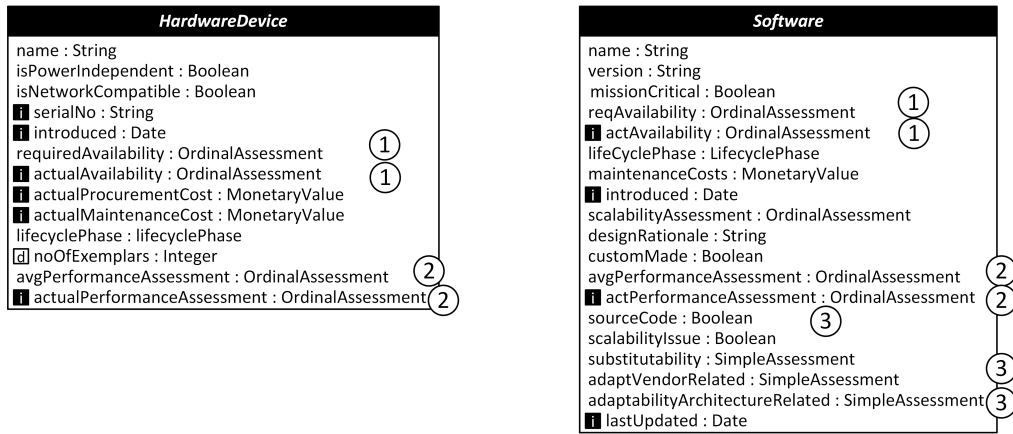 HardwareDevice
name : String
isPowerIndependent : Boolean
isNetworkCompatible : Boolean
i serialNo : String
i introduced : Date
requiredAvailability : OrdinalAssessment 1
i actualAvailability : OrdinalAssessment 1
i actualProcurementCost : MonetaryValue
i actualMaintenanceCost : MonetaryValue
lifecyclePhase : lifecyclePhase
d noOfExemplars : Integer
avgPerformanceAssessment : OrdinalAssessment 2
i actualPerformanceAssessment : OrdinalAssessment 2
Software
name : String
version : String
missionCritical : Boolean
reqAvailability : OrdinalAssessment 1
i actAvailability : OrdinalAssessment 1
lifeCyclePhase : LifecyclePhase
maintenanceCosts : MonetaryValue
i introduced : Date
scalabilityAssessment : OrdinalAssessment
designRationale : String
customMade : Boolean
avgPerformanceAssessment : OrdinalAssessment 2
i actPerformanceAssessment : OrdinalAssessment 2
sourceCode : Boolean 3
scalabilityIssue : Boolean
substitutability : SimpleAssessment
adaptVendorRelated : SimpleAssessment 3
adaptabilityArchitectureRelated : SimpleAssessment 3
i lastUpdated : Date